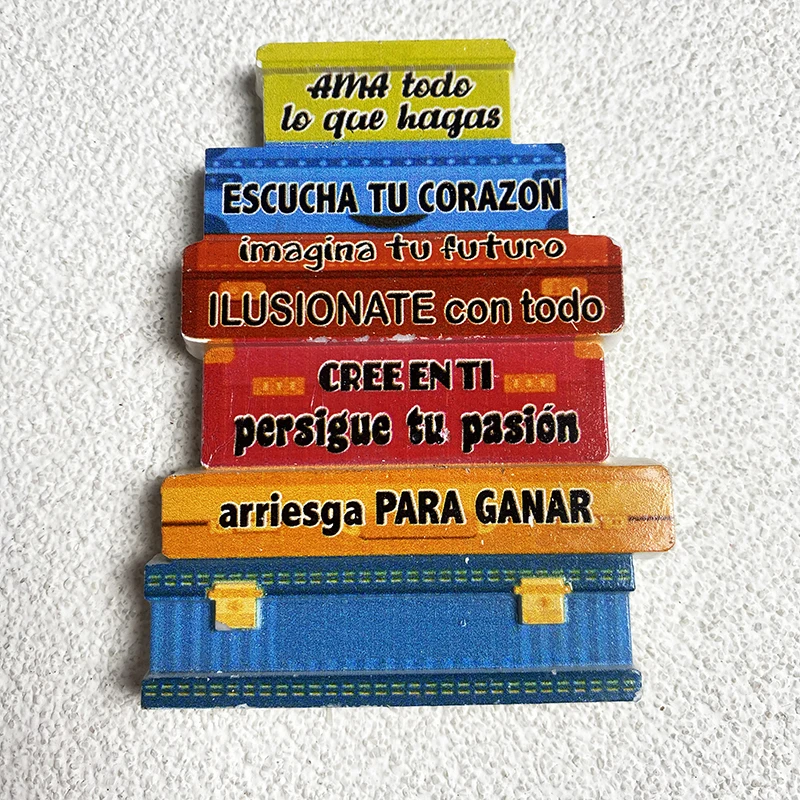 AMA todo
lo que hagas
ESCUCHA TU CORAZON
imagina tu futuro
ILUSIONATE con todo
CREE EN TI
persigue tu pasión
arriesga PARA GANAR